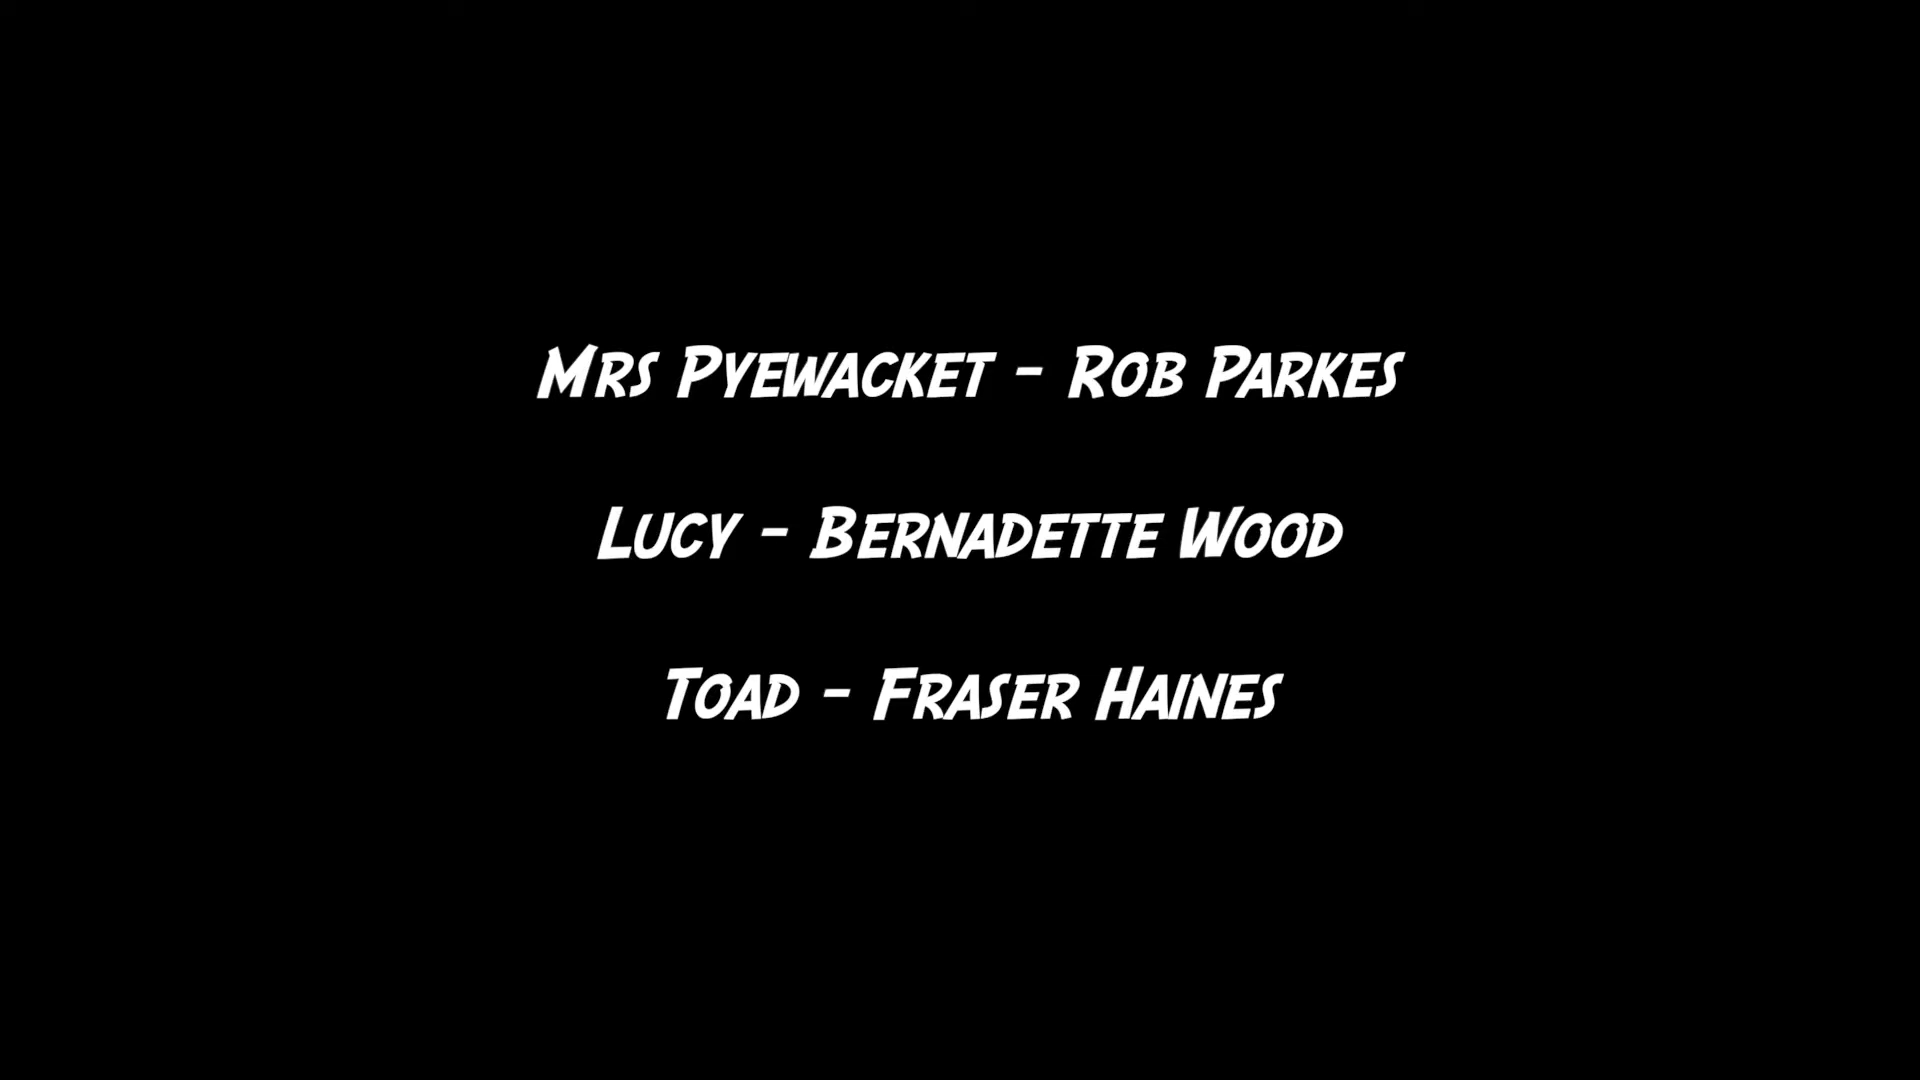 Mrs Pyewacket - Rob Parkes
Lucy - Bernadette Wood
Toad - Fraser Haines